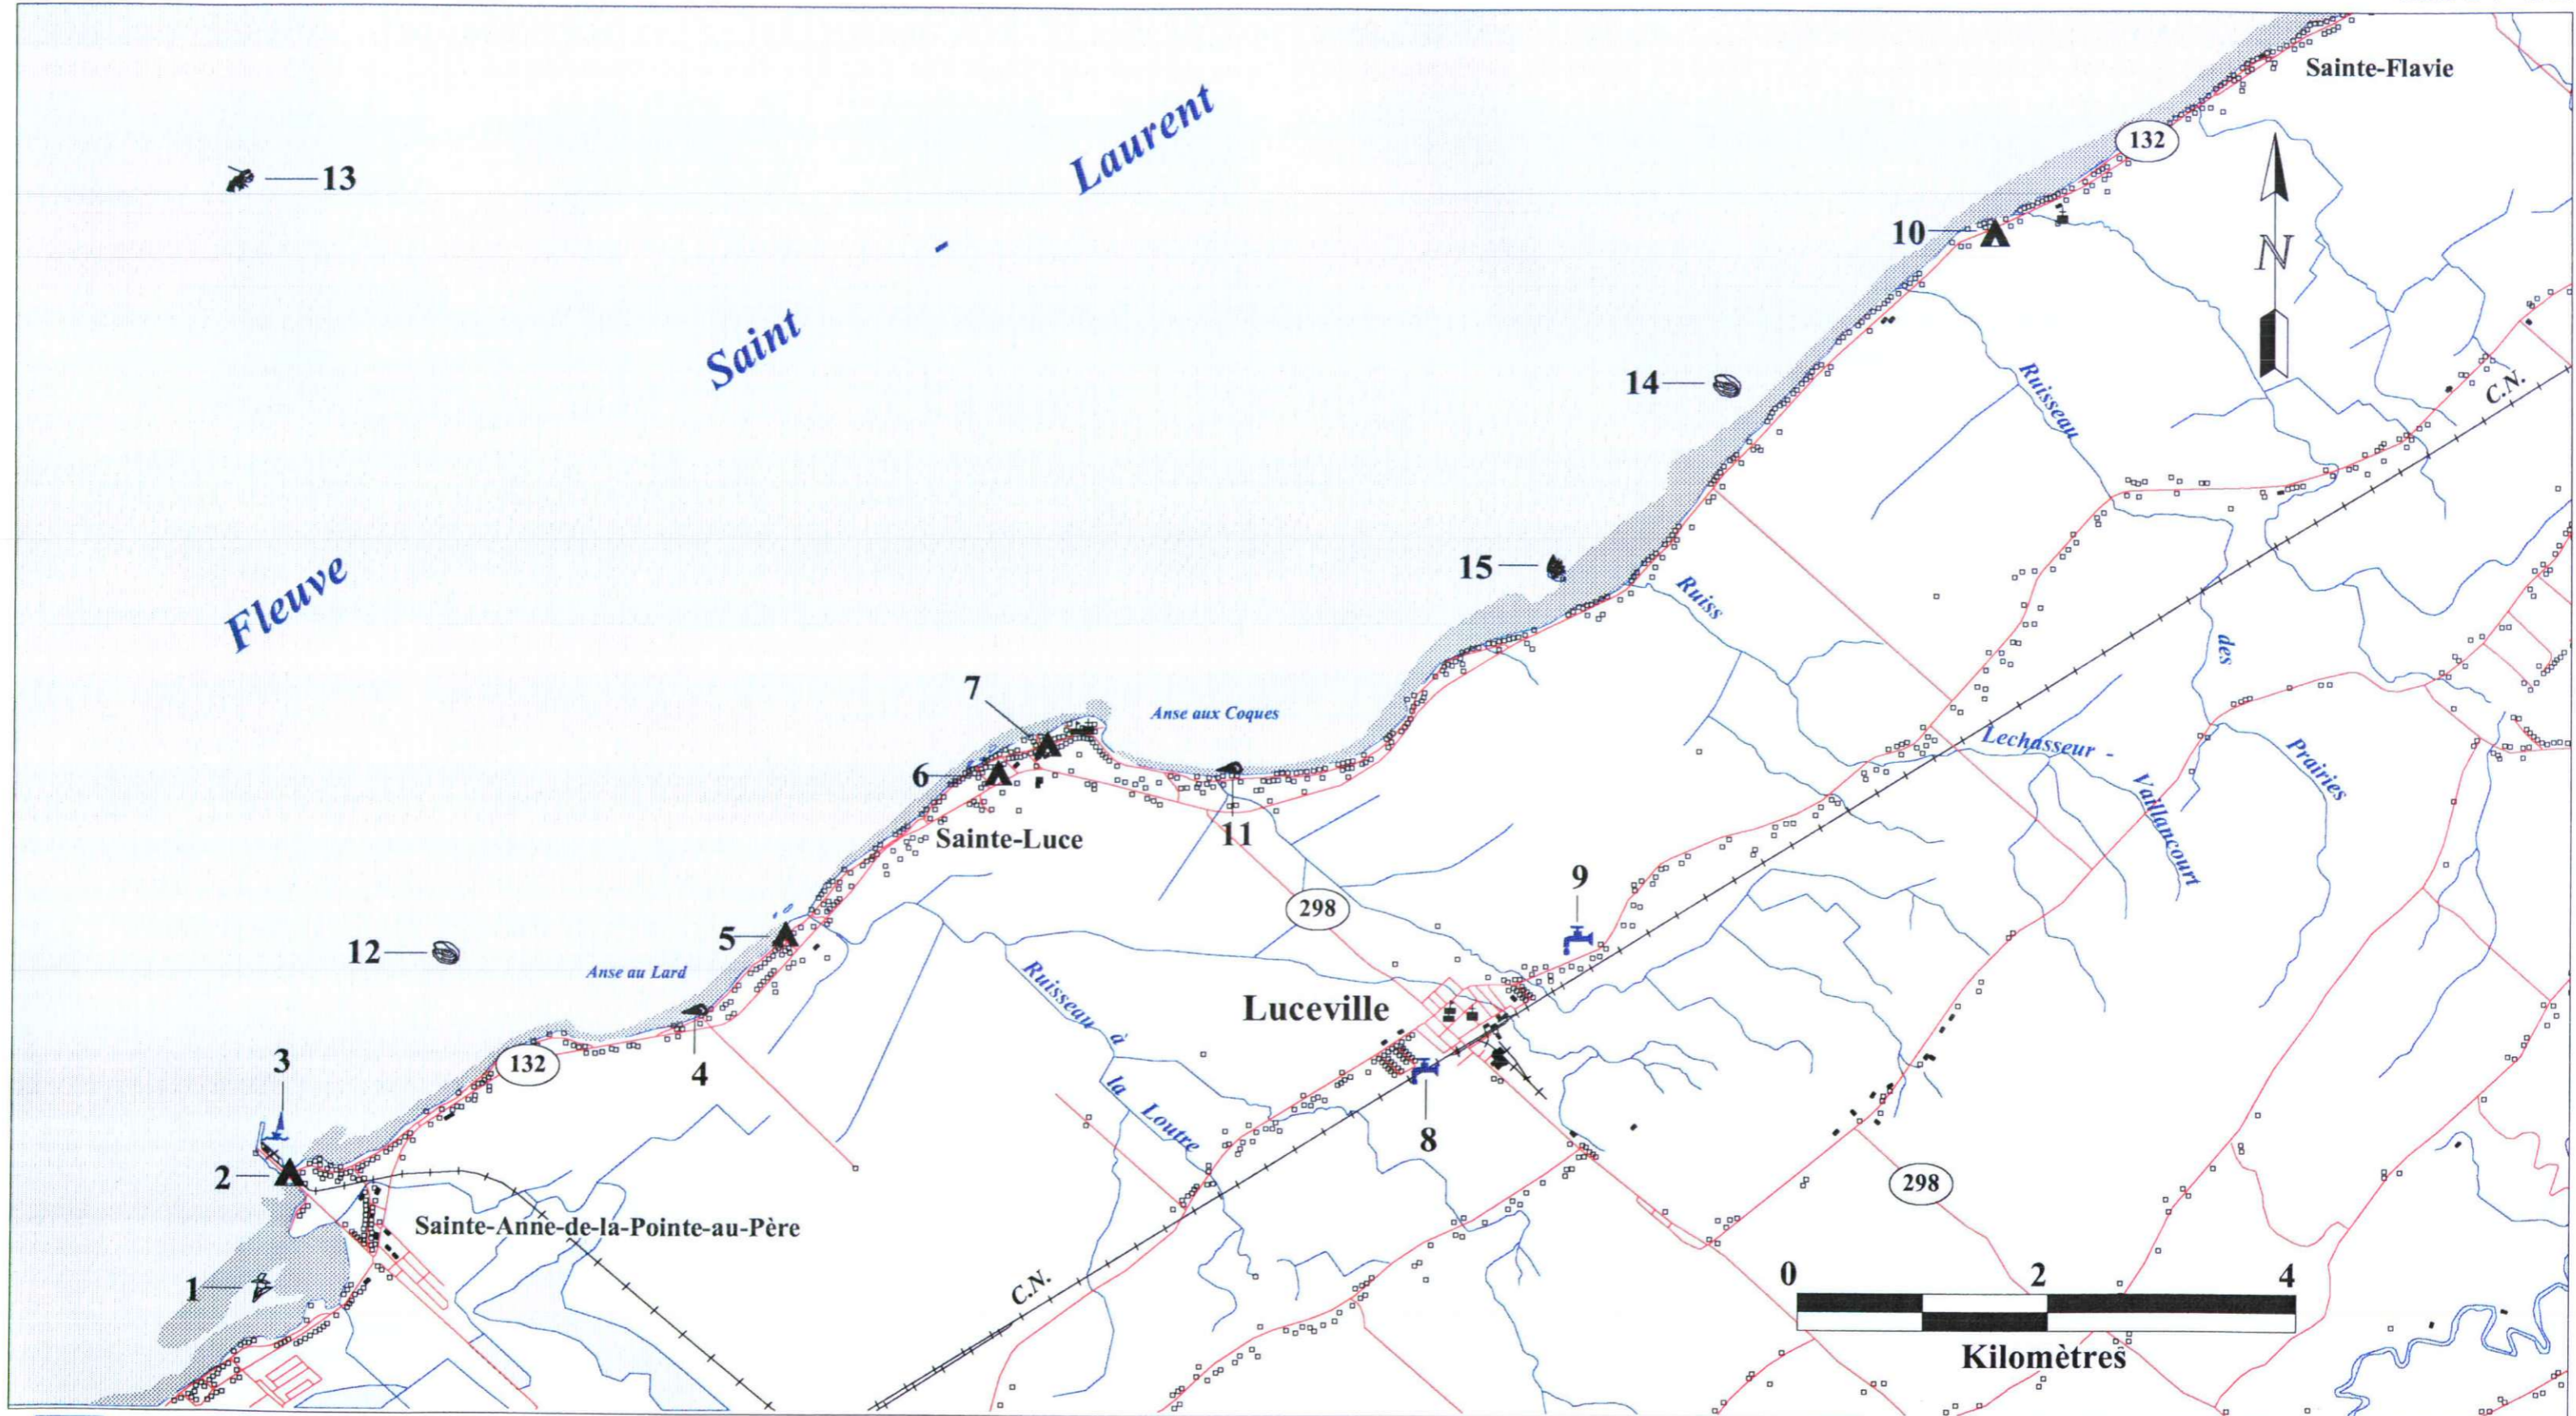 Sainte-Flavie
132
Laurent
-
Saint
Fleuve
13
10
N
14
Ruisseau
C.N.
15
Ruiss
des
7
Anse aux Coques
Lechasseur -
Prairies
6
Vaillancourt
Sainte-Luce
11
9
298
5
12
Anse au Lard
Ruisseau à
la Loutre
Luceville
3
132
4
8
2
298
Sainte-Anne-de-la-Pointe-au-Père
1
C.N.
0 2 4
Kilomètres